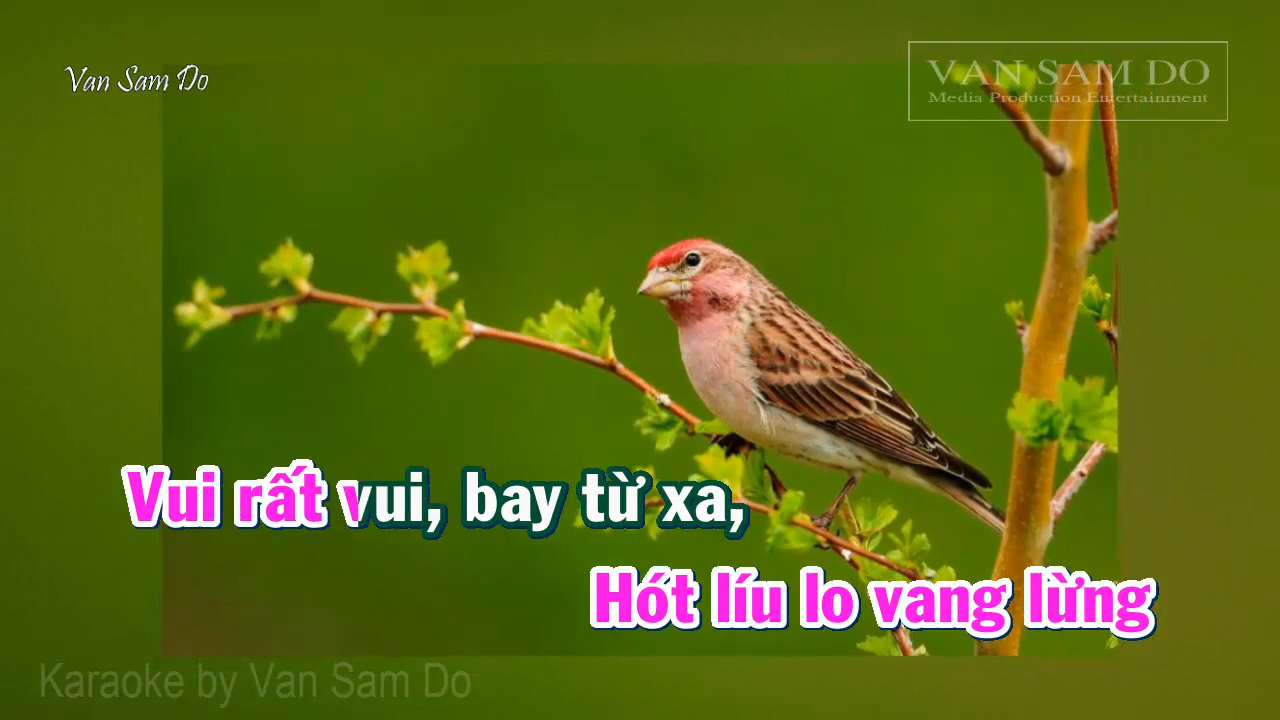 Van Sam Do
VAN SAM DO
Media Production Entertainment
Vui rất vui, bay từ xa,
Hót líu lo vang lừng
Karaoke by Van Sam Do